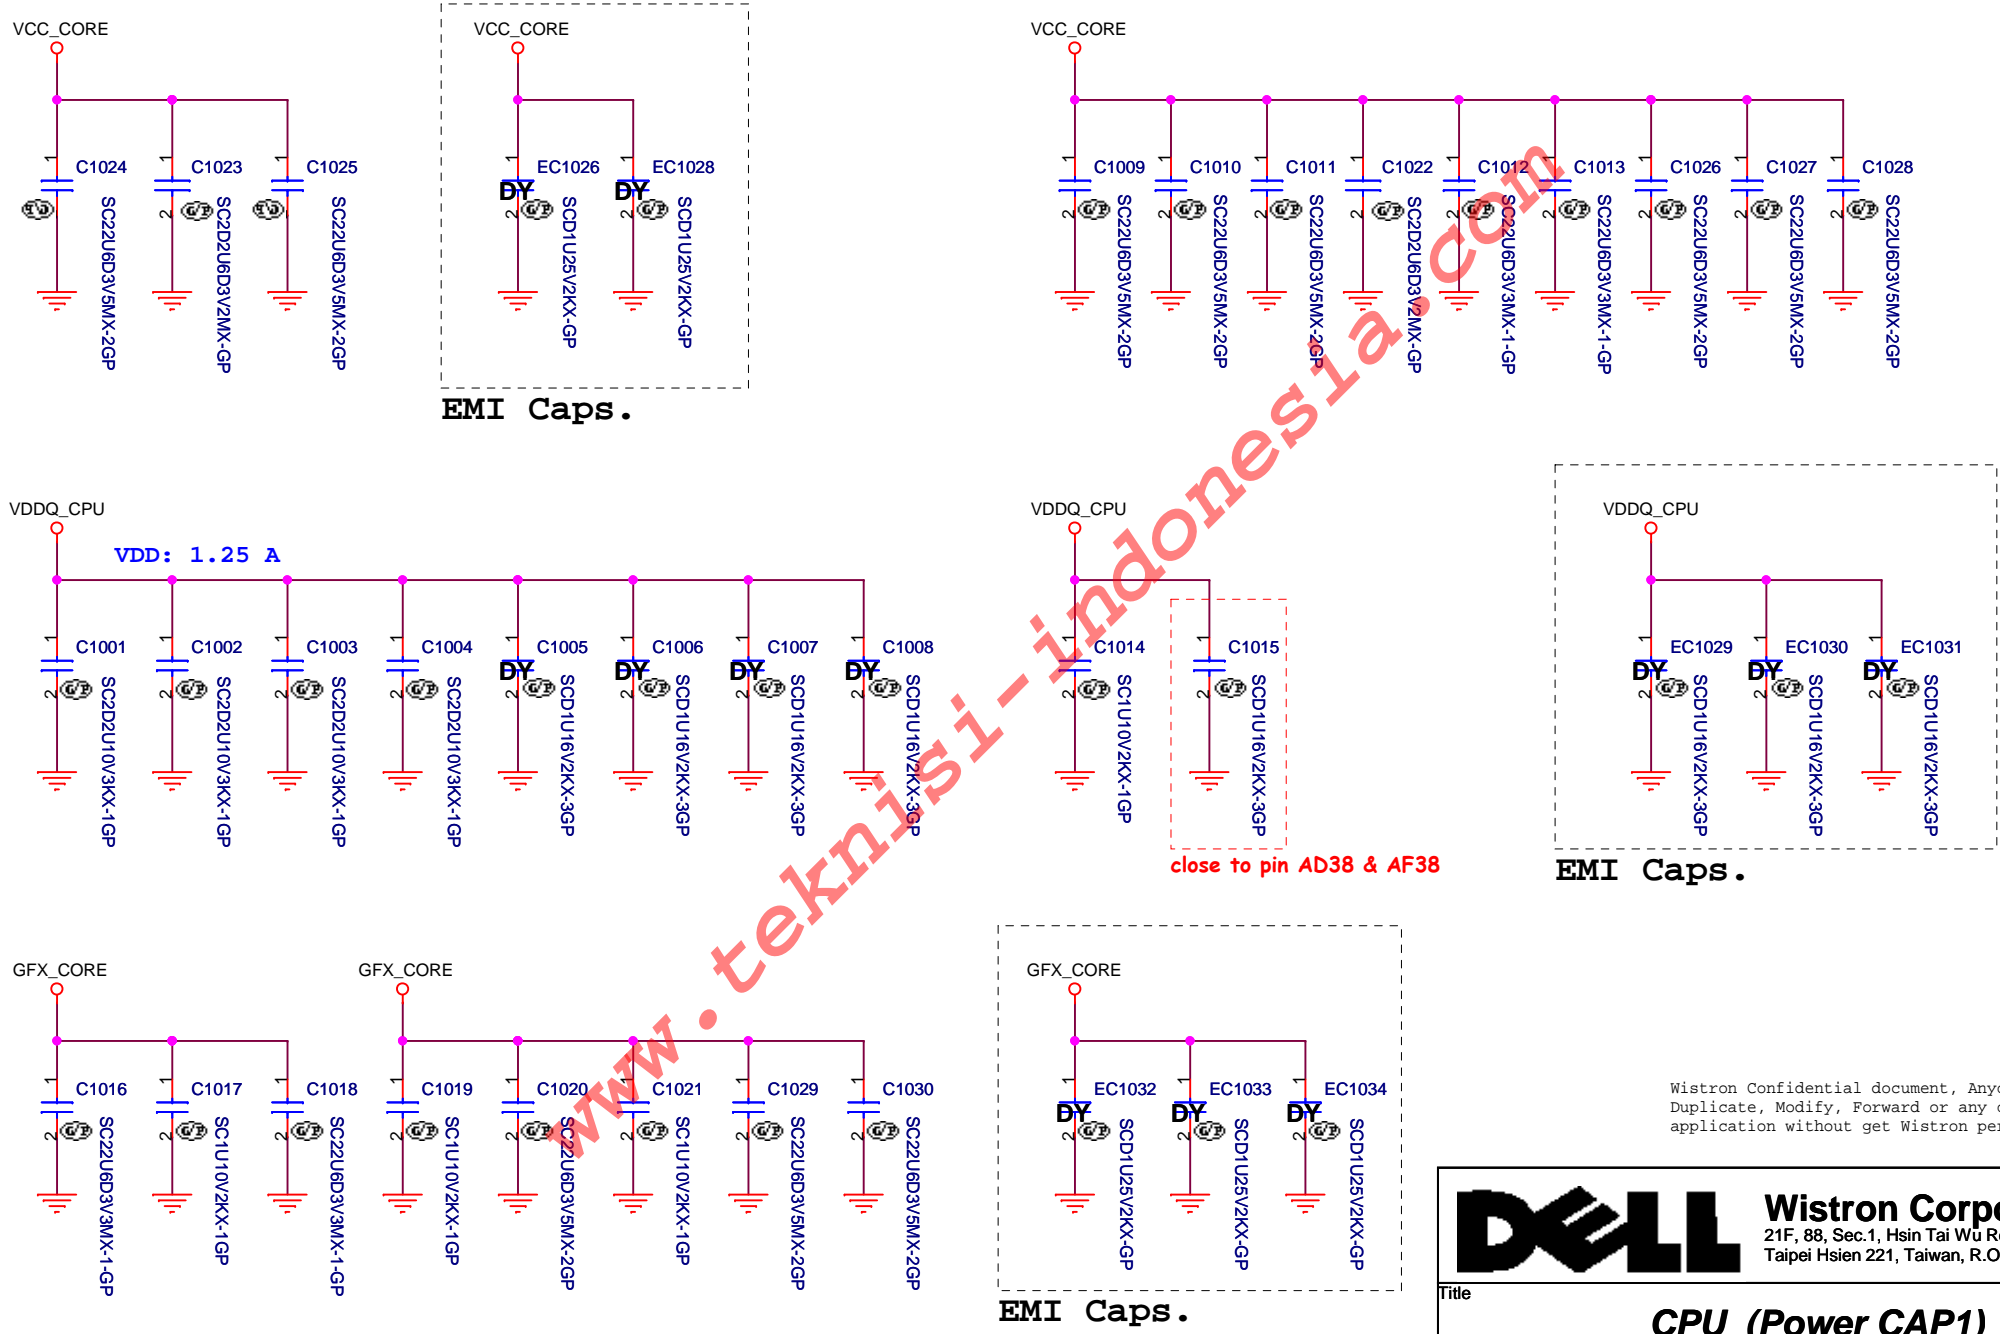 VCC_CORE
C1024
SC22U6D3V5MX-2GP
C1023
SC2D2U6D3V2MX-GP
C1025
SC22U6D3V5MX-2GP
VCC_CORE
EC1026
DY
SCD1U25V2KX-GP
EC1028
DY
SCD1U25V2KX-GP
EMI Caps.
VCC_CORE
C1009
SC22U6D3V5MX-2GP
C1010
SC22U6D3V5MX-2GP
C1011
SC22U6D3V5MX-2GP
C1022
SC2D2U6D3V2MX-GP
C1012
SC22U6D3V3MX-1-GP
C1013
SC22U6D3V3MX-1-GP
C1026
SC22U6D3V5MX-2GP
C1027
SC22U6D3V5MX-2GP
C1028
SC22U6D3V5MX-2GP
VDDQ_CPU
VDD: 1.25 A
C1001
SC2D2U10V3KX-1GP
C1002
SC2D2U10V3KX-1GP
C1003
SC2D2U10V3KX-1GP
C1004
SC2D2U10V3KX-1GP
C1005
DY
SCD1U16V2KX-3GP
C1006
DY
SCD1U16V2KX-3GP
C1007
DY
SCD1U16V2KX-3GP
C1008
DY
SCD1U16V2KX-3GP
VDDQ_CPU
C1014
SC1U10V2KX-1GP
C1015
SCD1U16V2KX-3GP
close to pin AD38 & AF38
VDDQ_CPU
EC1029
DY
SCD1U16V2KX-3GP
EC1030
DY
SCD1U16V2KX-3GP
EC1031
DY
SCD1U16V2KX-3GP
EMI Caps.
GFX_CORE
C1016
SC22U6D3V3MX-1-GP
C1017
SC1U10V2KX-1GP
C1018
SC22U6D3V3MX-1-GP
GFX_CORE
C1019
SC1U10V2KX-1GP
C1020
SC22U6D3V5MX-2GP
C1021
SC1U10V2KX-1GP
C1029
SC22U6D3V5MX-2GP
C1030
SC22U6D3V5MX-2GP
GFX_CORE
EC1032
DY
SCD1U25V2KX-GP
EC1033
DY
SCD1U25V2KX-GP
EC1034
DY
SCD1U25V2KX-GP
EMI Caps.
www.teknisi-indonesia.com
Wistron Confidential document, Anyo
Duplicate, Modify, Forward or any o
application without get Wistron per
DELL
Wistron Corpo
21F, 88, Sec.1, Hsin Tai Wu R
Taipei Hsien 221, Taiwan, R.O
Title
CPU (Power CAP1)